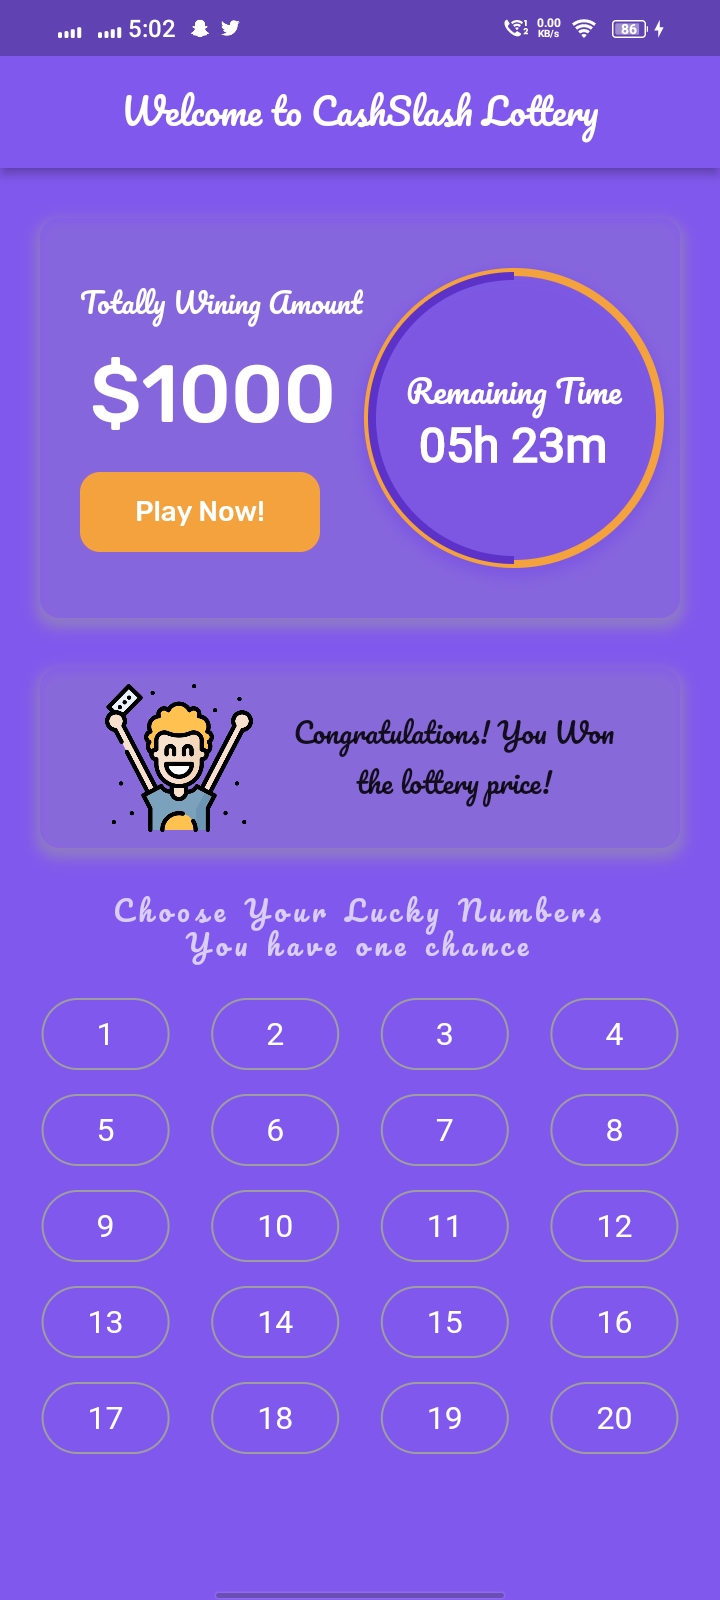 5:02
1
2
0.00
KB/s
86
Welcome to CashSlash Lottery
Totally Wining Amount
$1000
Play Now!
Remaining Time
05h 23m
Congratulations! You Won
the lottery price!
Choose Your Lucky Numbers
You have one chance
1 2 3 4
5 6 7 8
9 10 11 12
13 14 15 16
17 18 19 20